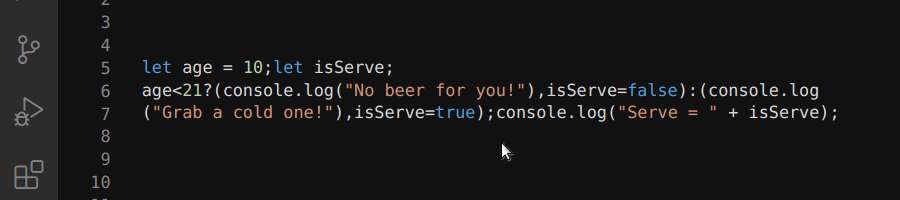 2
3
4
5 let age = 10;let isServe;
6 age<21?(console.log("No beer for you!"),isServe=false):(console.log
7 ("Grab a cold one!"),isServe=true);console.log("Serve = " + isServe);
8
9
10